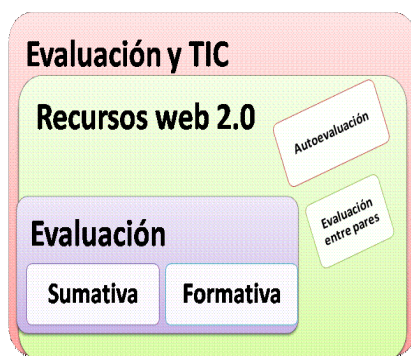 Evaluación y TIC
Recursos web 2.0
Autoevaluación
Evaluación
entre pares
Evaluación
Sumativa
Formativa